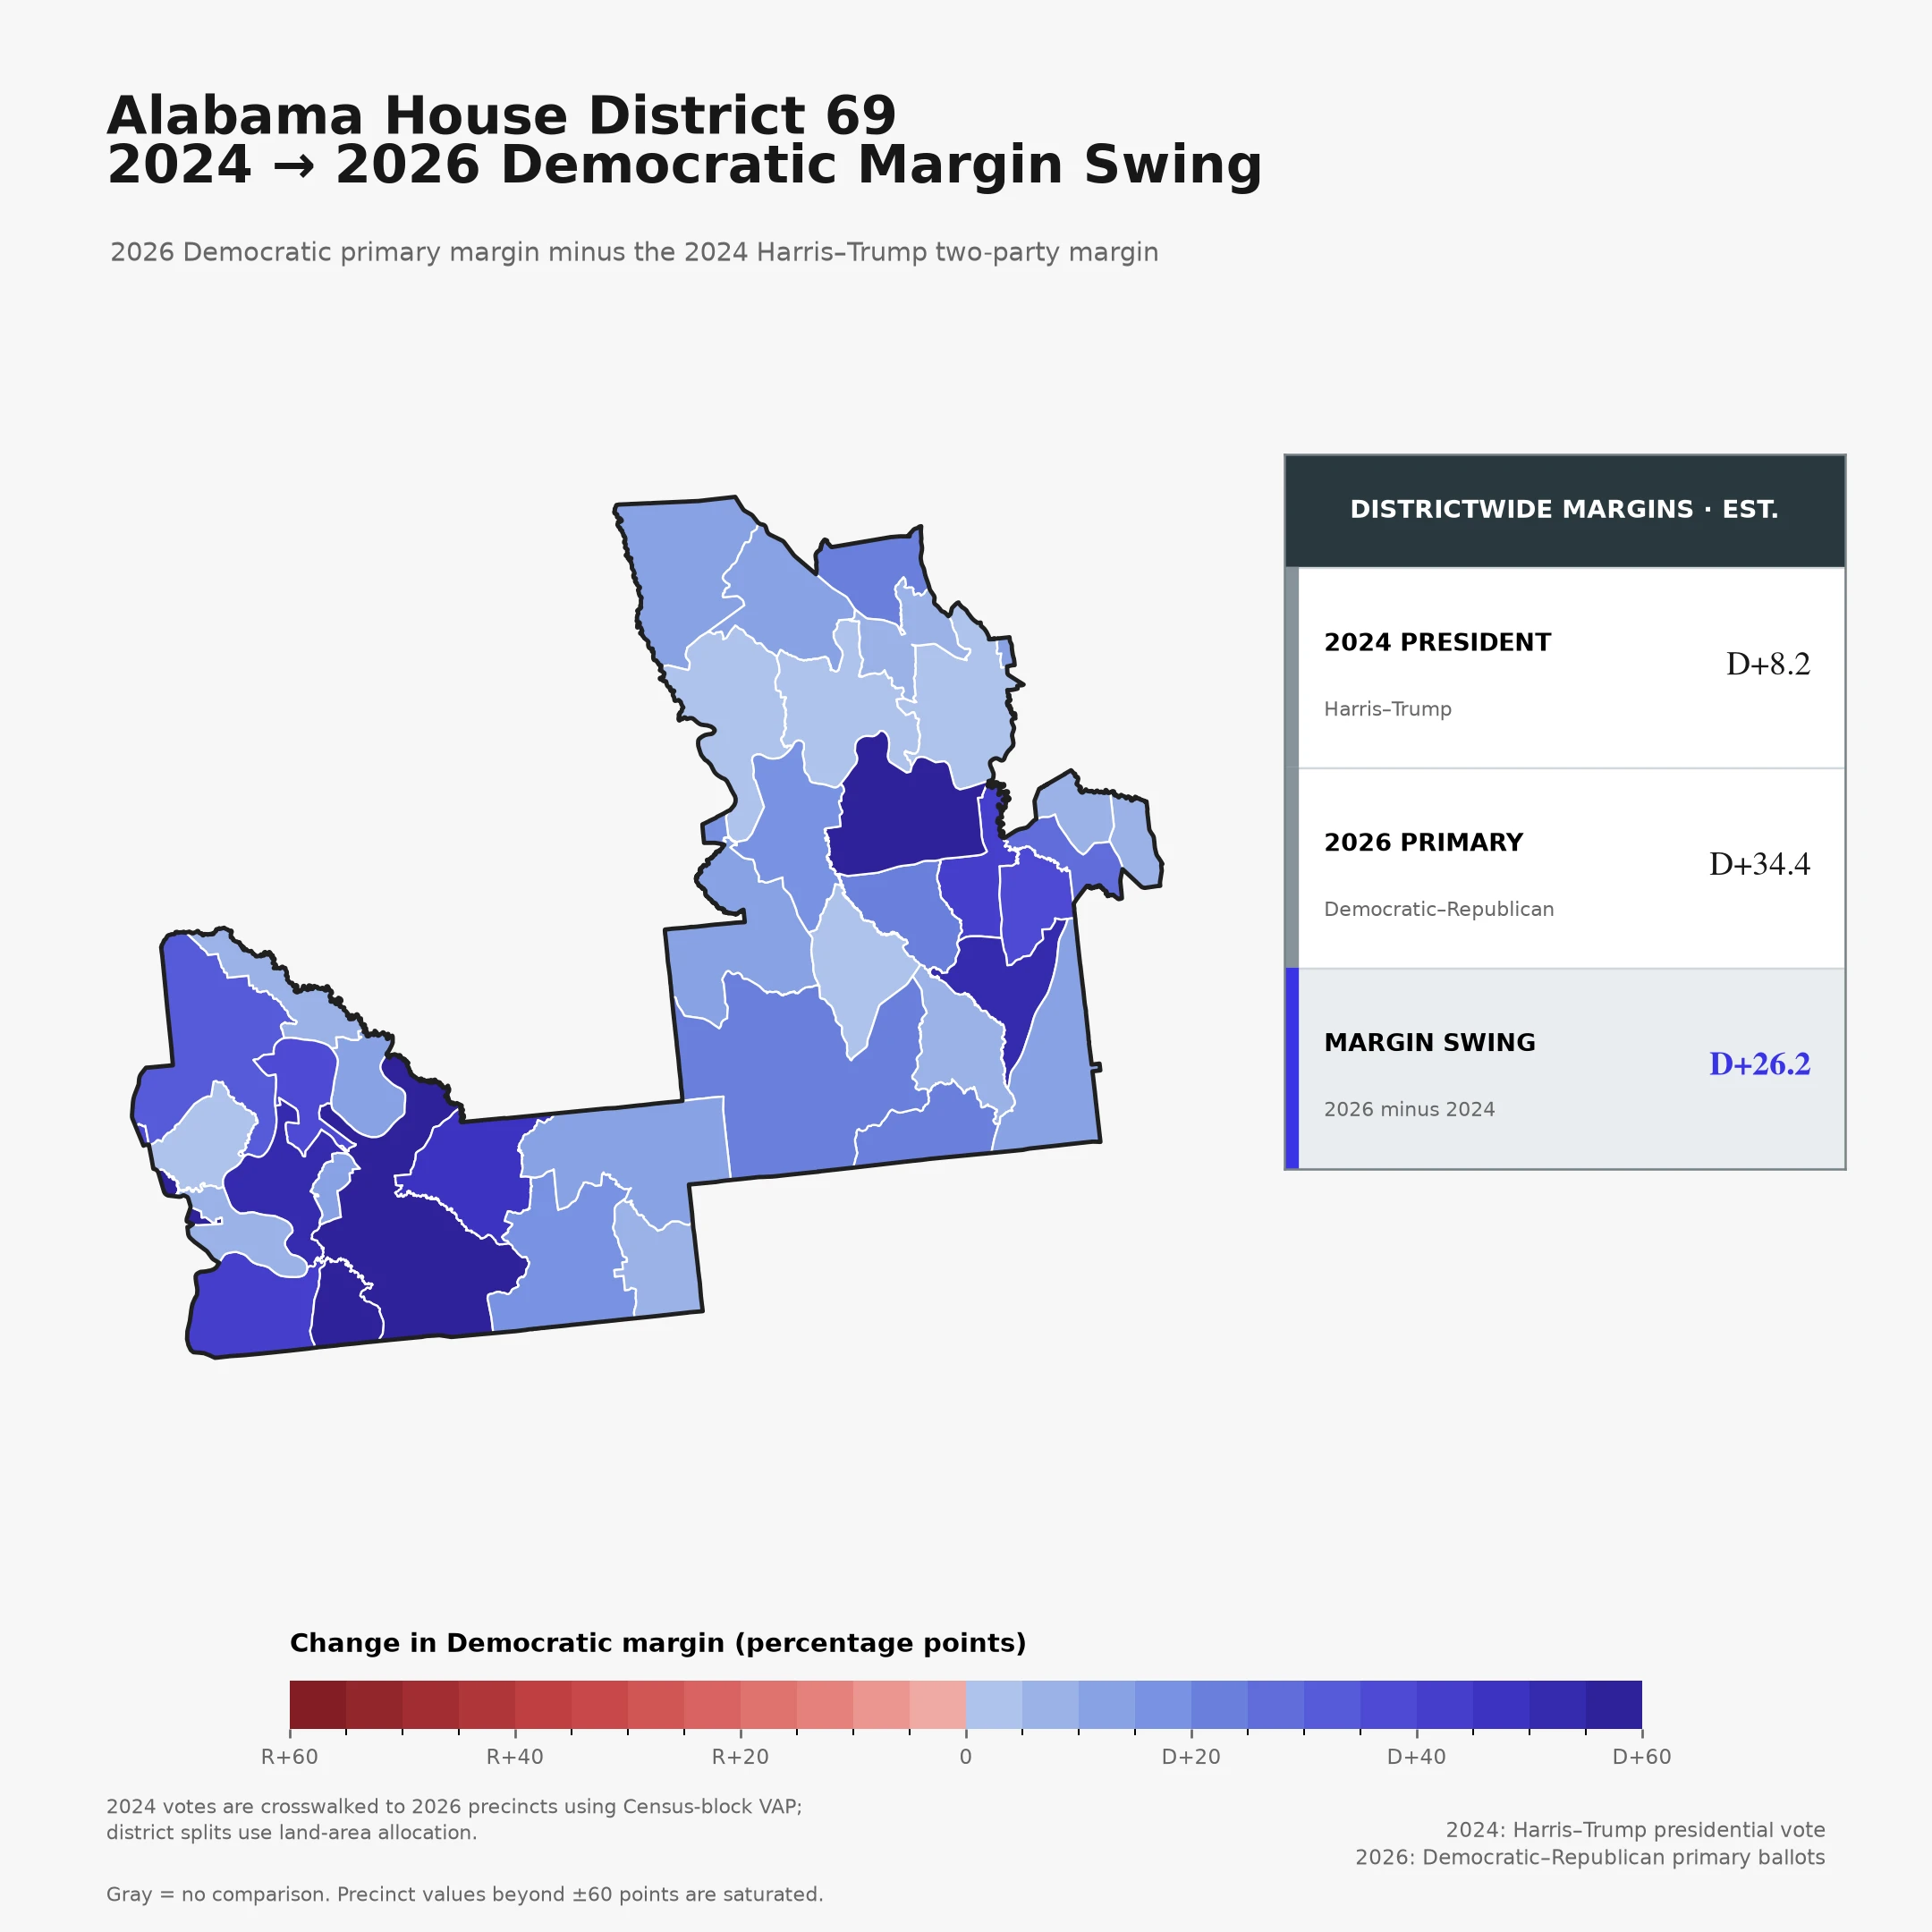 Alabama House District 69
2024 → 2026 Democratic Margin Swing
2026 Democratic primary margin minus the 2024 Harris–Trump two-party margin
DISTRICTWIDE MARGINS · EST.
2024 PRESIDENT
D+8.2
Harris–Trump
2026 PRIMARY
D+34.4
Democratic–Republican
MARGIN SWING
D+26.2
2026 minus 2024
Change in Democratic margin (percentage points)
R+60 R+40 R+20 0 D+20 D+40 D+60
2024 votes are crosswalked to 2026 precincts using Census-block VAP;
district splits use land-area allocation.
Gray = no comparison. Precinct values beyond ±60 points are saturated.
2024: Harris–Trump presidential vote
2026: Democratic–Republican primary ballots